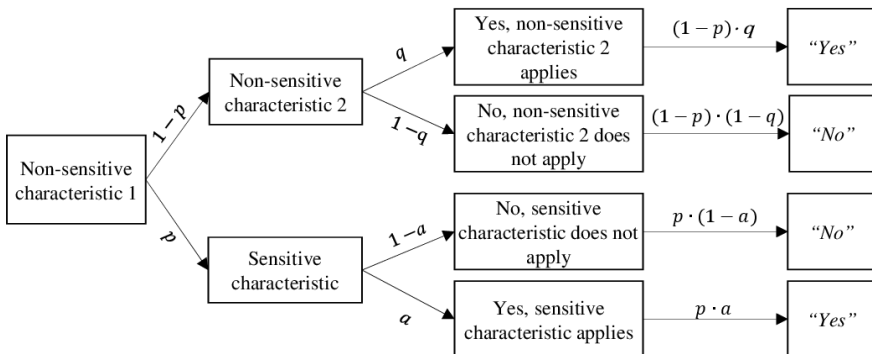 Non-sensitive
characteristic 1
1−p
p
Non-sensitive
characteristic 2
q
1−q
Yes, non-sensitive
characteristic 2
applies
(1−p)·q
“Yes”
No, non-sensitive
characteristic 2 does
not apply
(1−p)·(1−q)
“No”
Sensitive
characteristic
1−a
a
No, sensitive
characteristic does not
apply
p·(1−a)
“No”
Yes, sensitive
characteristic applies
p·a
“Yes”